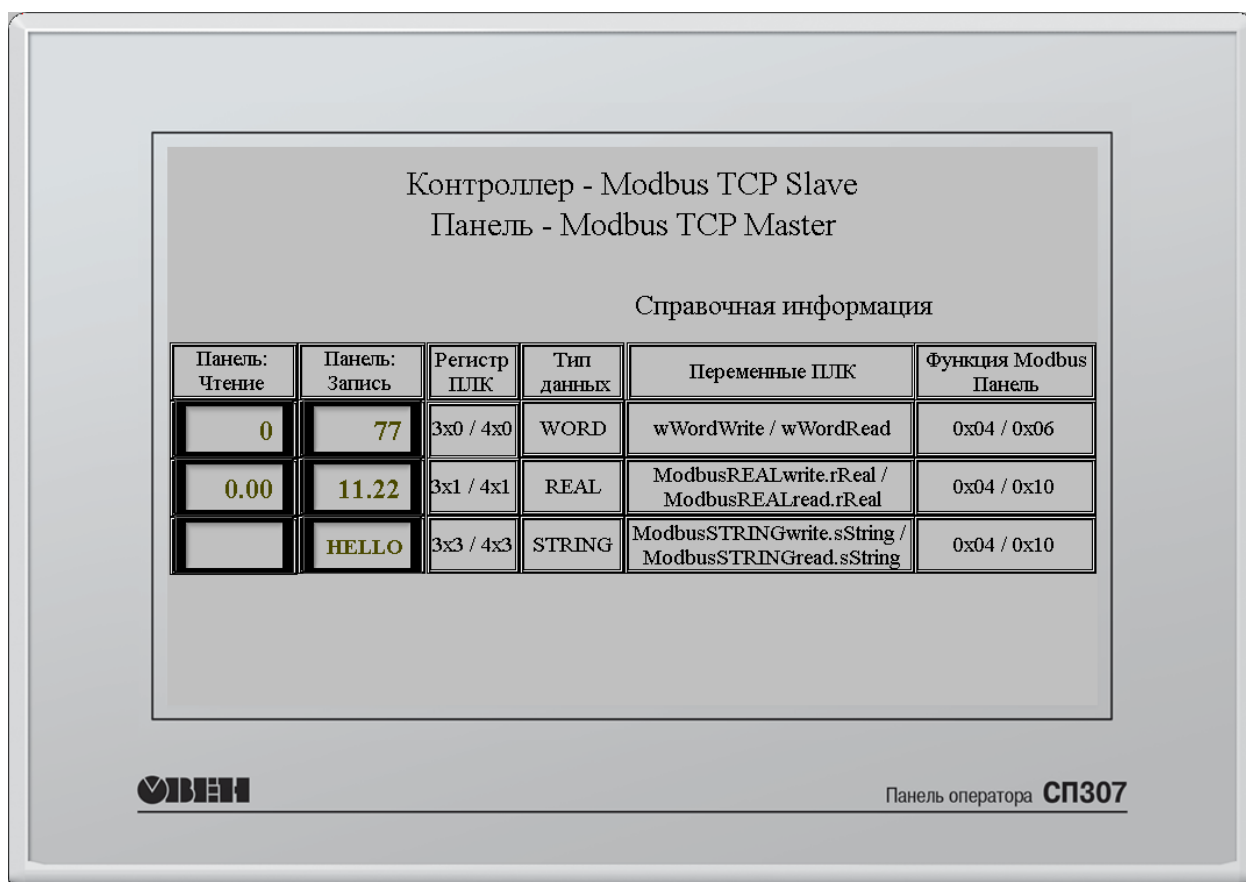 Контроллер - Modbus TCP Slave
Панель - Modbus TCP Master
Справочная информация
Панель: Чтение
Панель: Запись
Регистр ПЛК
Тип данных
Переменные ПЛК
Функция Modbus Панель
0
77
3x0 / 4x0
WORD
wWordWrite / wWordRead
0x04 / 0x06
0.00
11.22
3x1 / 4x1
REAL
ModbusREALwrite.rReal /
ModbusREALread.rReal
0x04 / 0x10
HELLO
3x3 / 4x3
STRING
ModbusSTRINGwrite.sString /
ModbusSTRINGread.sString
0x04 / 0x10
ОВЕН
Панель оператора СП307